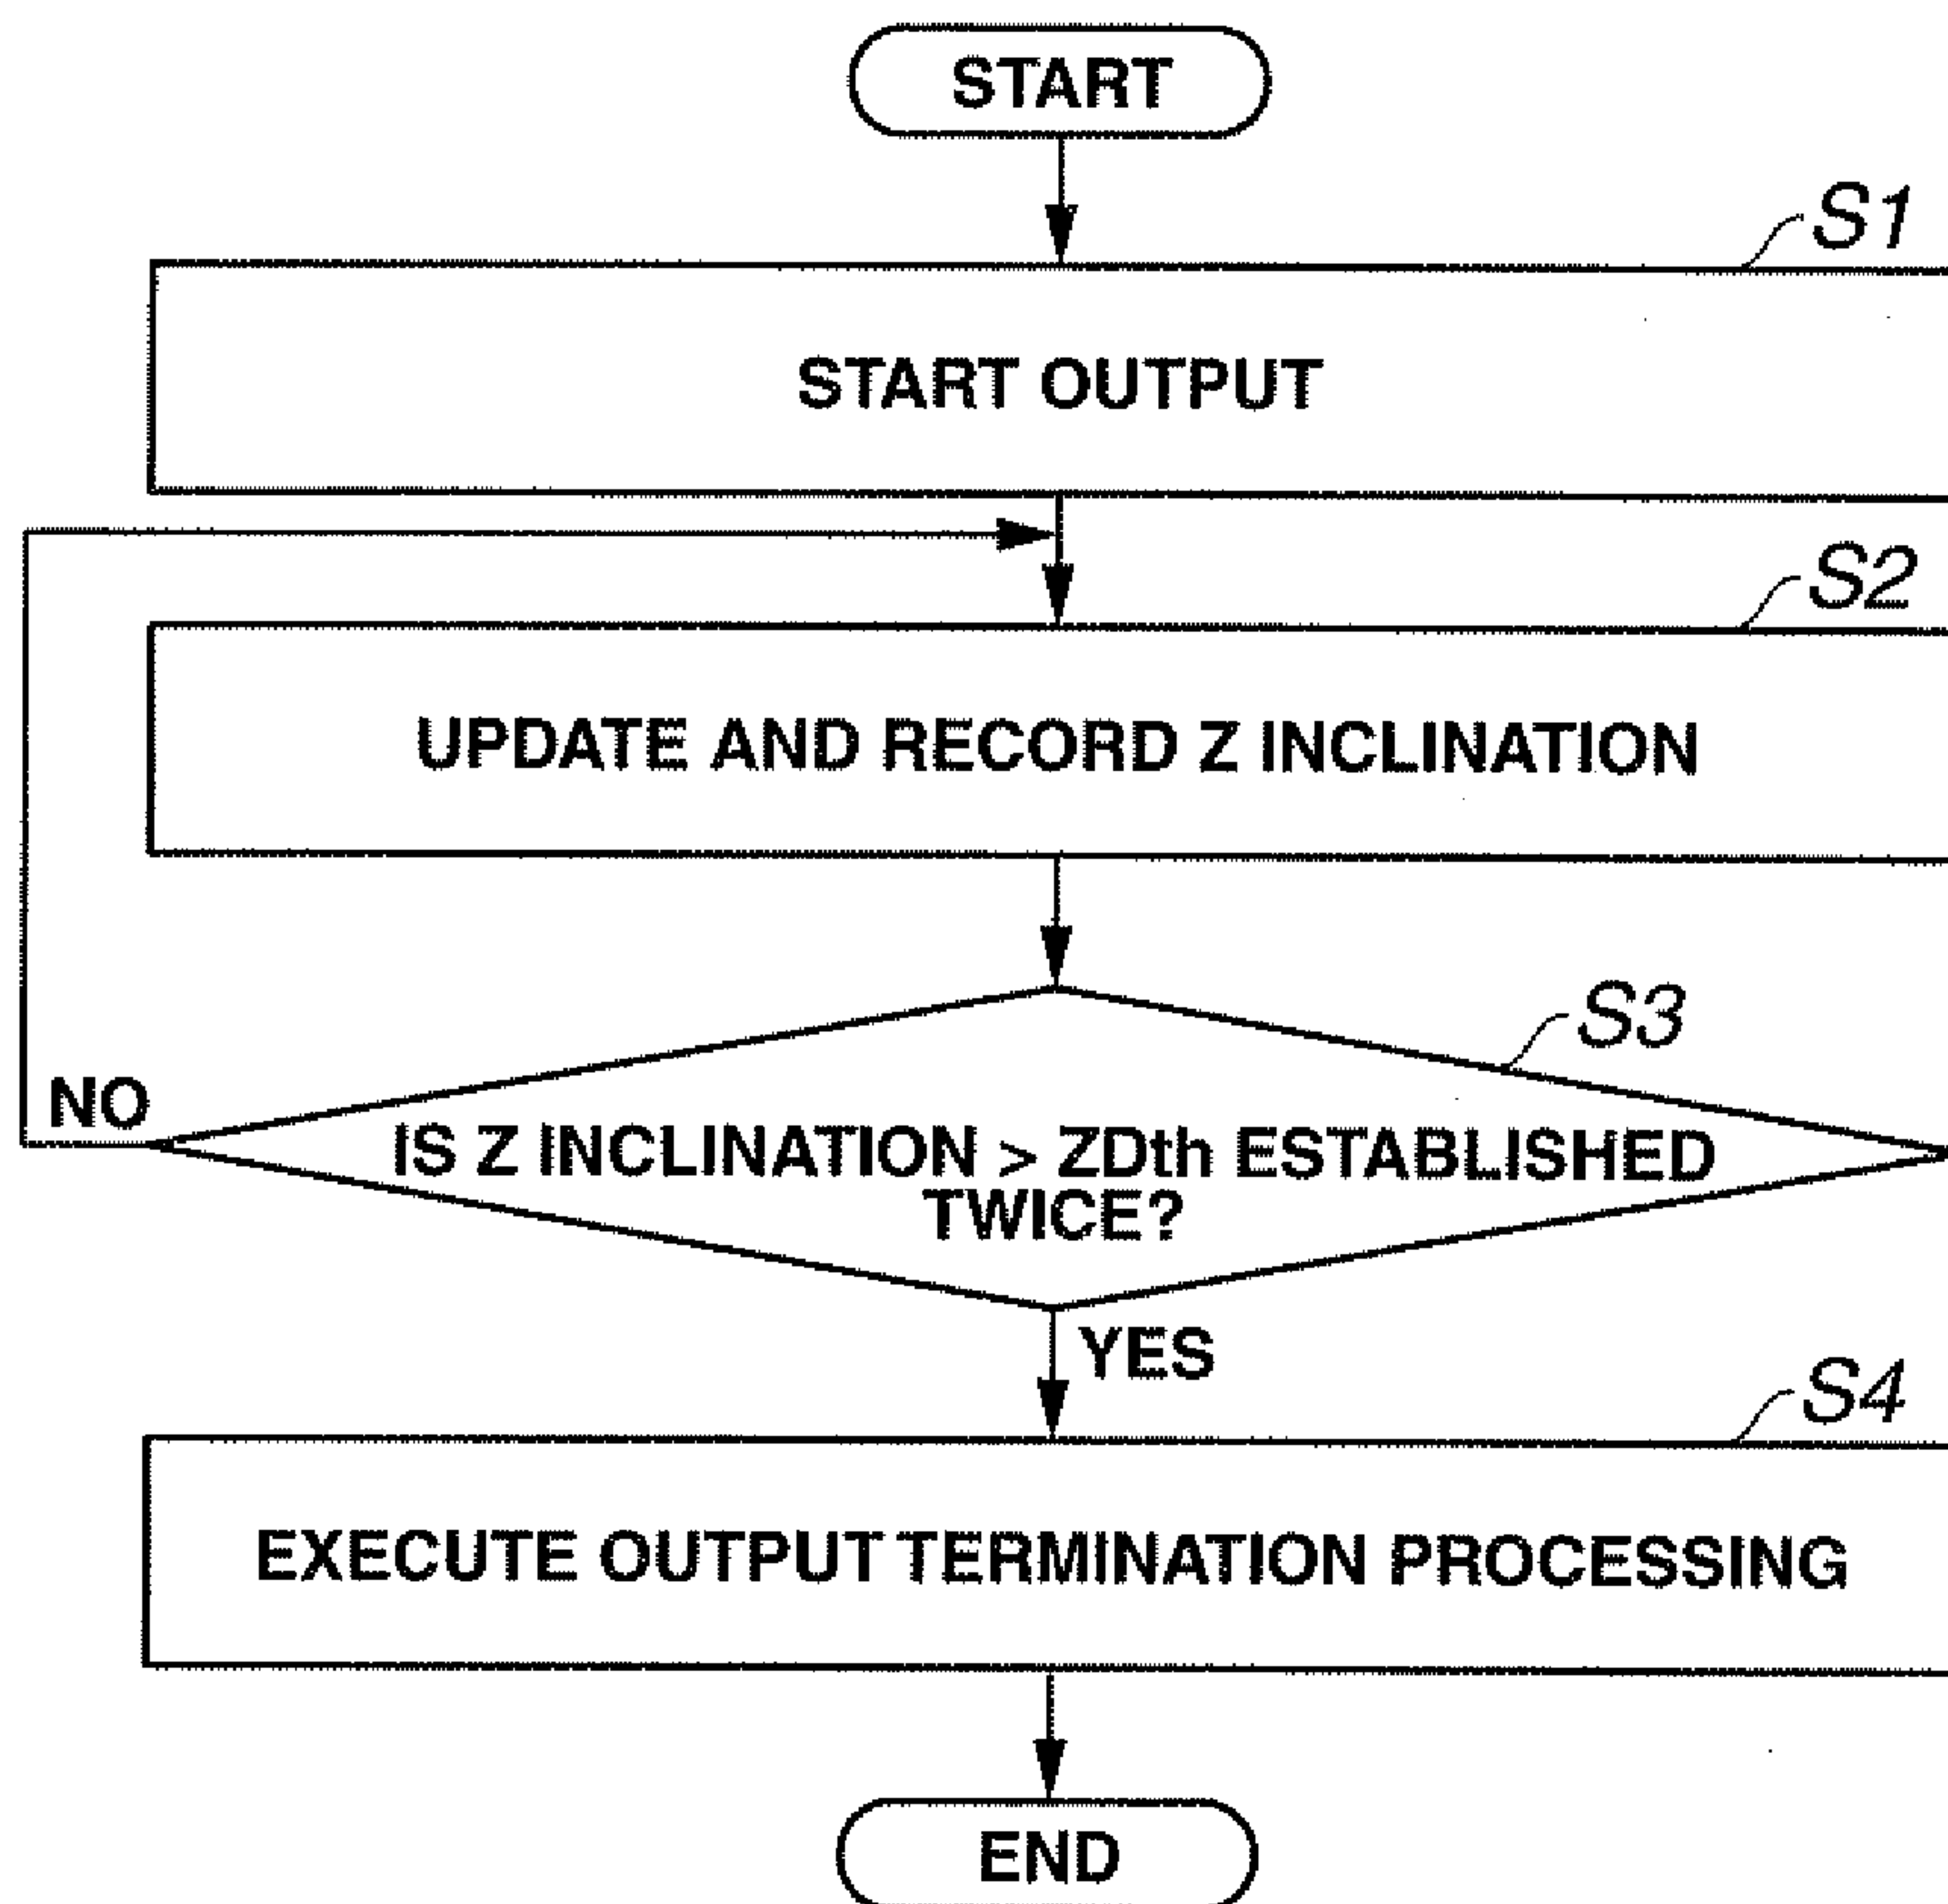 START
S1
START OUTPUT
S2
UPDATE AND RECORD Z INCLINATION
S3
NO
IS Z INCLINATION > ZDth ESTABLISHED
TWICE?
YES
S4
EXECUTE OUTPUT TERMINATION PROCESSING
END